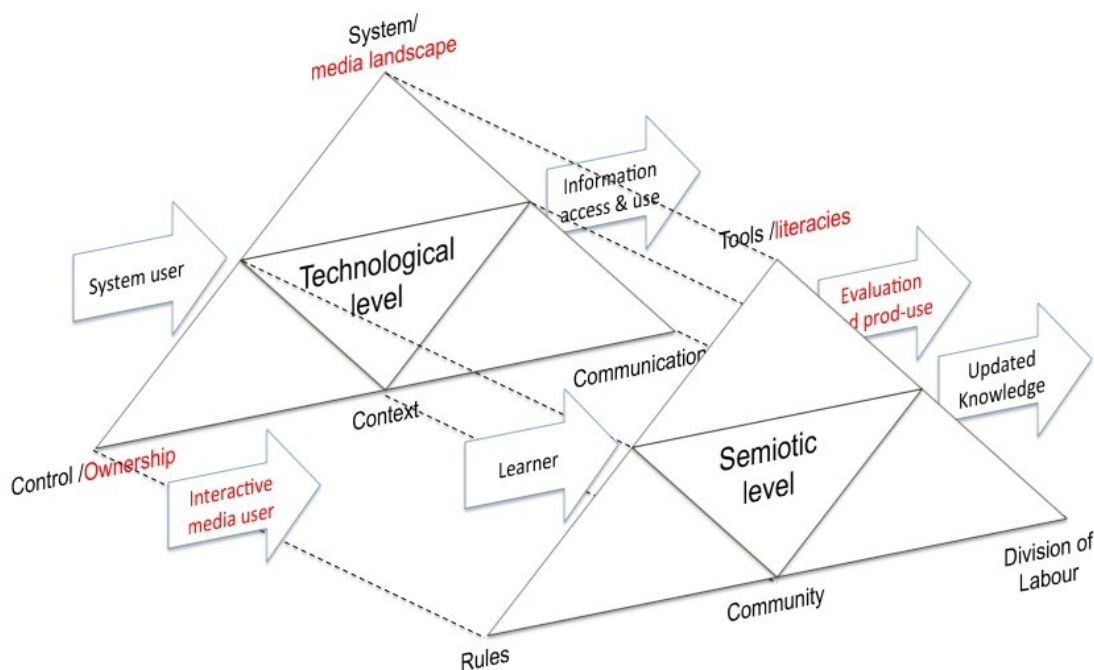 System/
media landscape
Information
access & use
Tools /literacies
System user
Technological
level
Evaluation
d prod-use
Updated
Knowledge
Communication
Context
Learner
Semiotic
level
Control /Ownership
Interactive
media user
Division of
Labour
Community
Rules